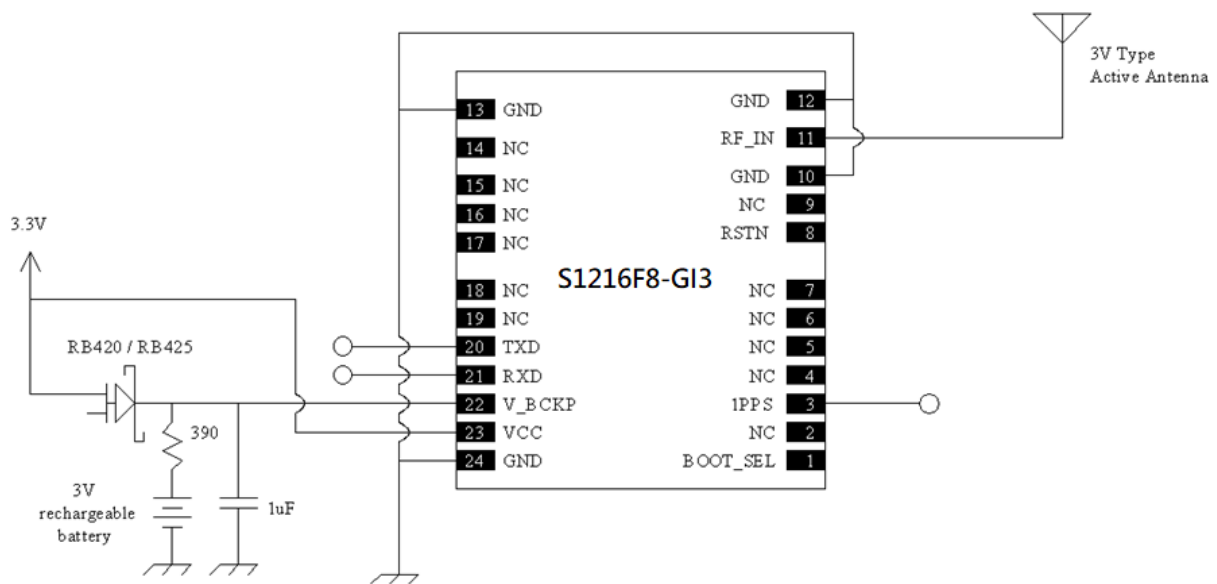 3V Type
Active Antenna
13 GND
GND 12
14 NC
RF_IN 11
15 NC
GND 10
16 NC
NC 9
17 NC
RSTN 8
3.3V
S1216F8-GI3
18 NC
NC 7
19 NC
NC 6
RB420 / RB425
20 TXD
NC 5
21 RXD
NC 4
22 V_BCKP
1PPS 3
390
23 VCC
NC 2
24 GND
BOOT_SEL 1
3V
rechargeable
battery
1uF